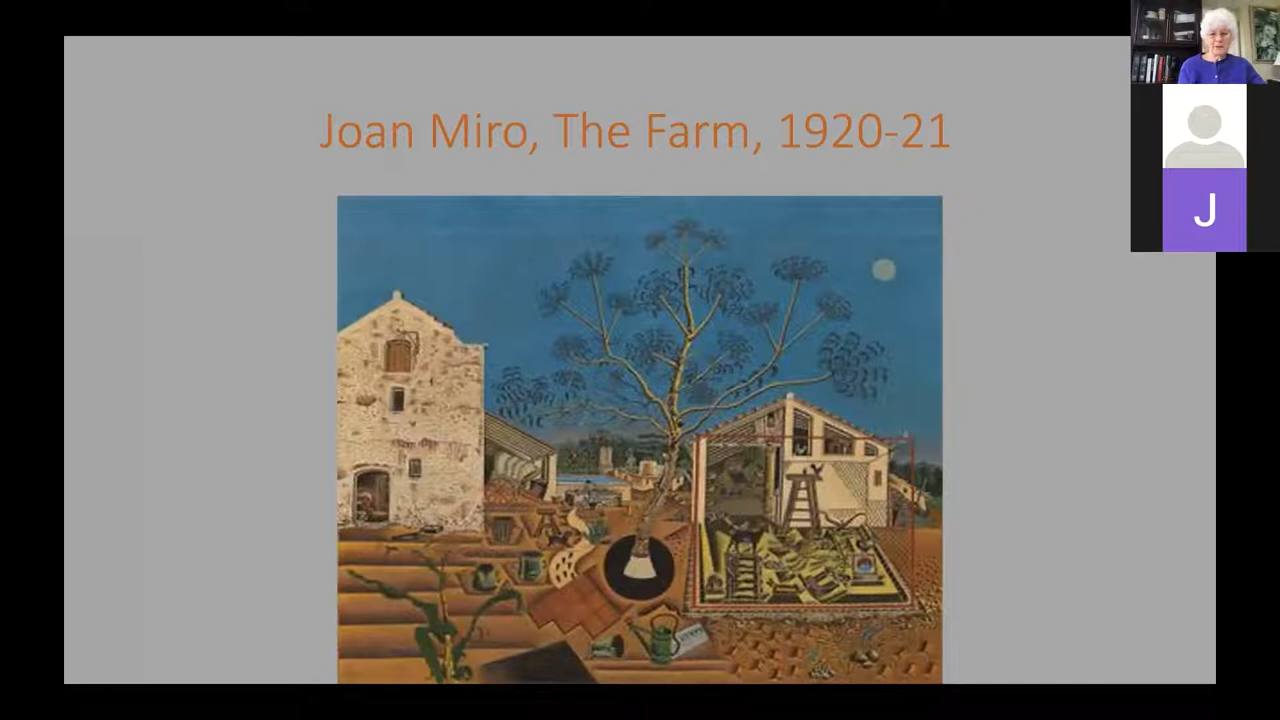 Joan Miro, The Farm, 1920-21
J